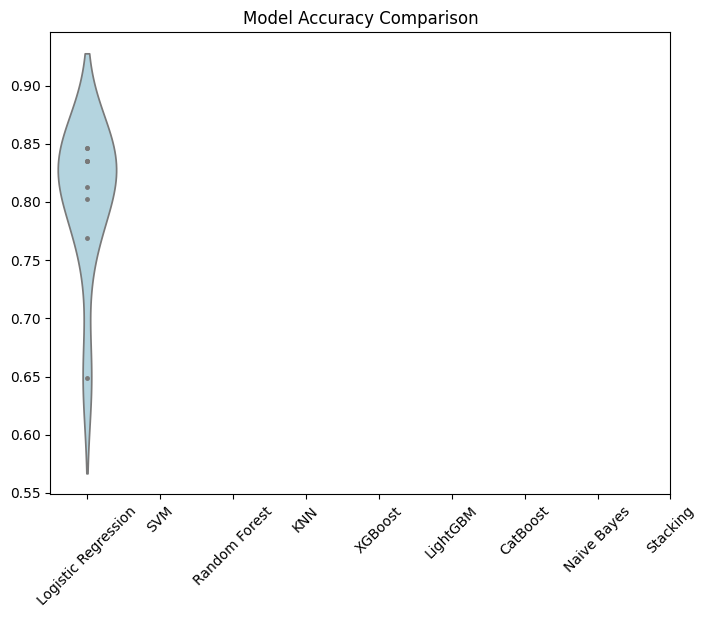 Model Accuracy Comparison
0.90
0.85
0.80
0.75
0.70
0.65
0.60
0.55
Logistic Regression
SVM
Random Forest
KNN
XGBoost
LightGBM
CatBoost
Naive Bayes
Stacking